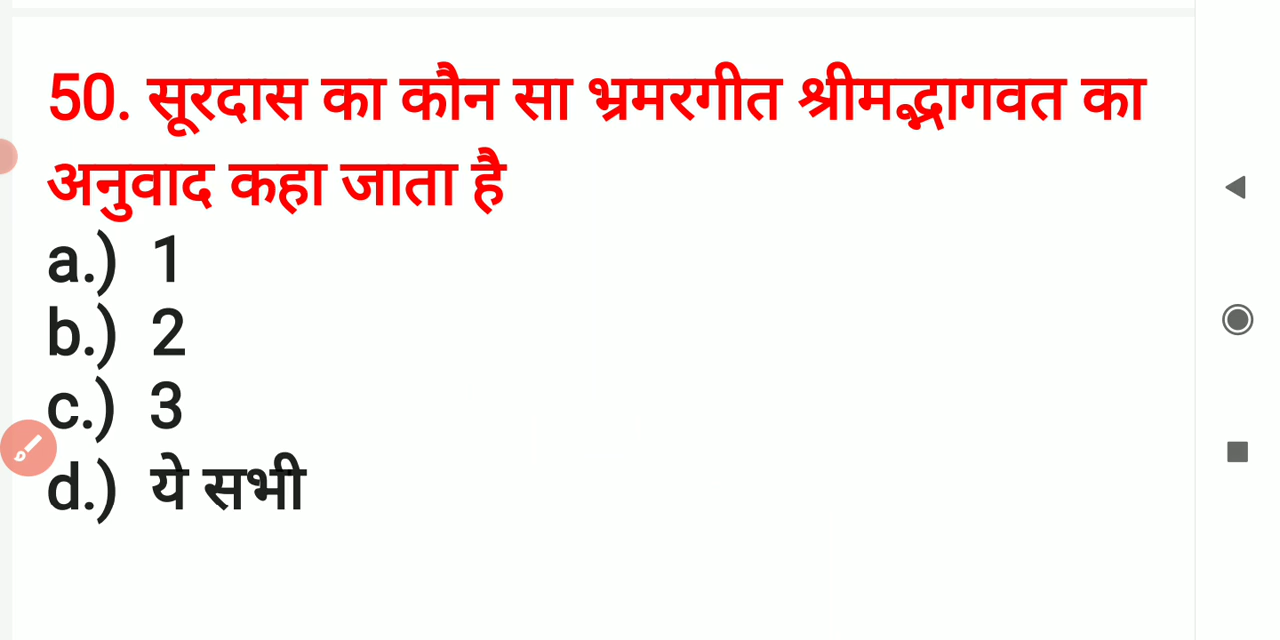 50. सूरदास का कौन सा भ्रमरगीत श्रीमद्भागवत का
अनुवाद कहा जाता है
a.) 1
b.) 2
c.) 3
d.) ये सभी